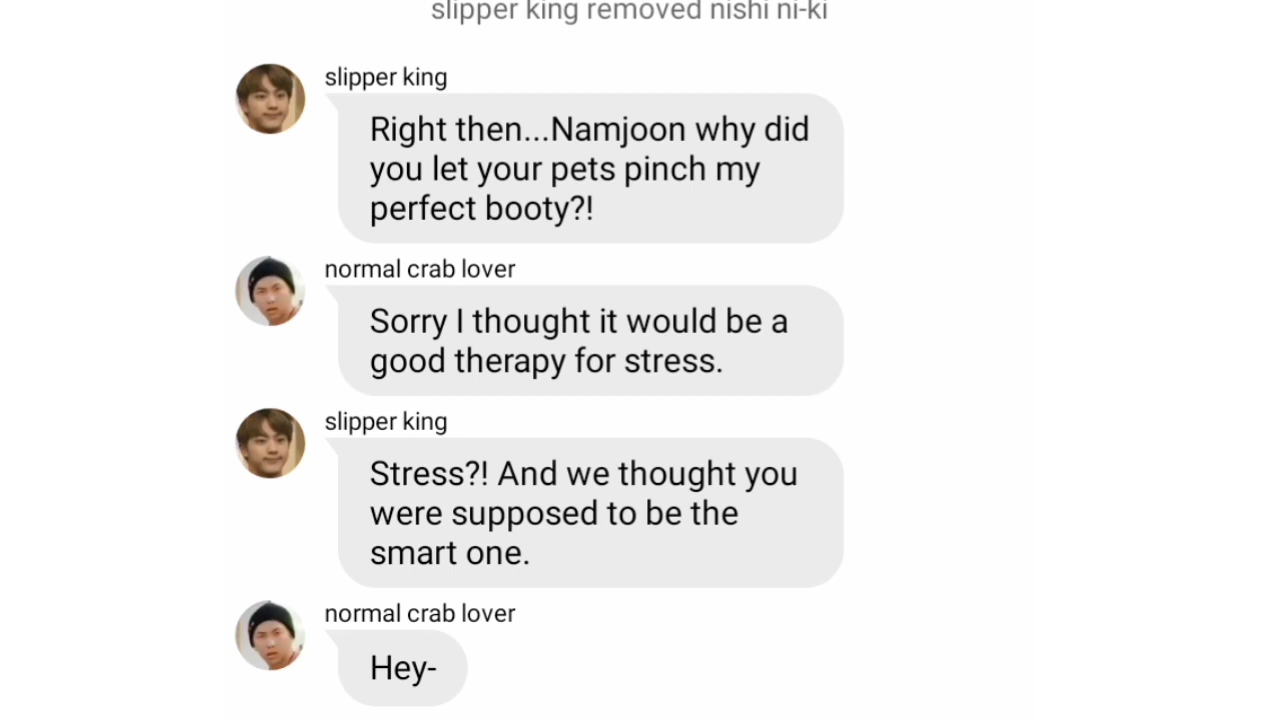 slipper king removed nishi ni-ki
slipper king
Right then...Namjoon why did
you let your pets pinch my
perfect booty?!
normal crab lover
Sorry I thought it would be a
good therapy for stress.
slipper king
Stress?! And we thought you
were supposed to be the
smart one.
normal crab lover
Hey-